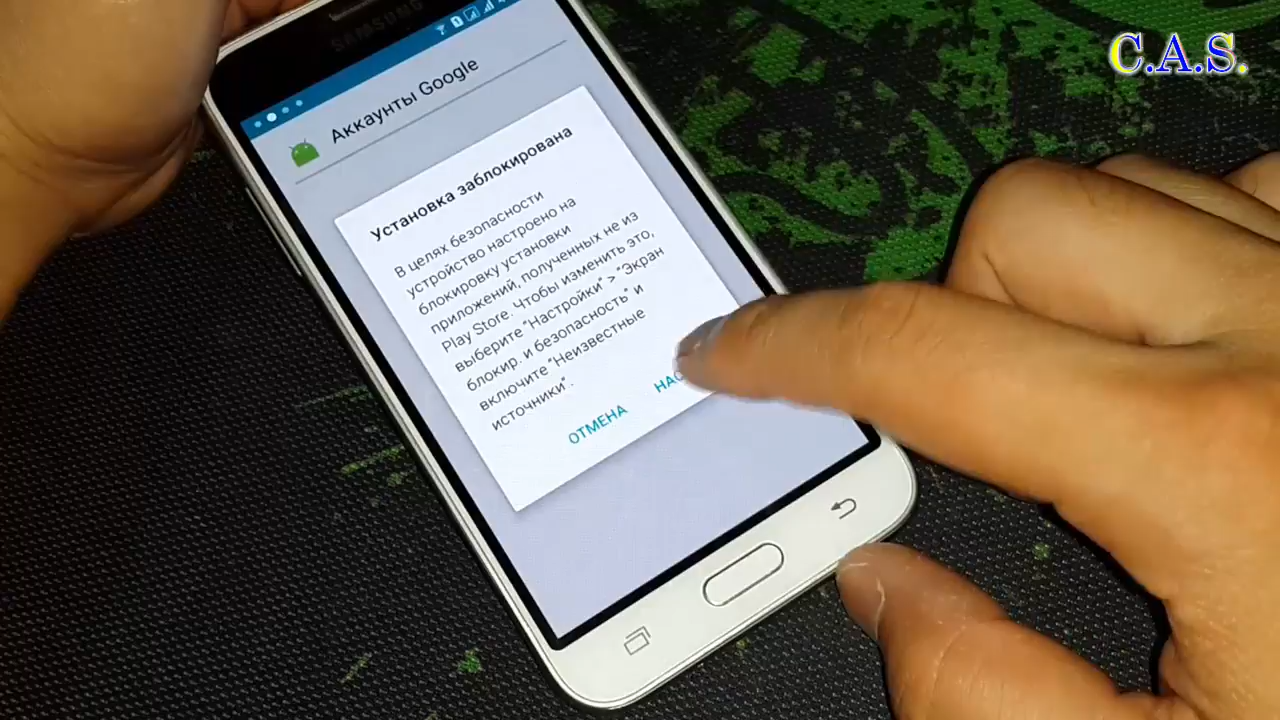 C.A.S.
SAMSUNG
Аккаунты Google
Установка заблокирована
В целях безопасности
устройство настроено на
блокировку установки
приложений, полученных не из
Play Store. Чтобы изменить это,
выберите "Настройки" > "Экран
блокир. и безопасность" и
включите "Неизвестные
источники".
ОТМЕНА